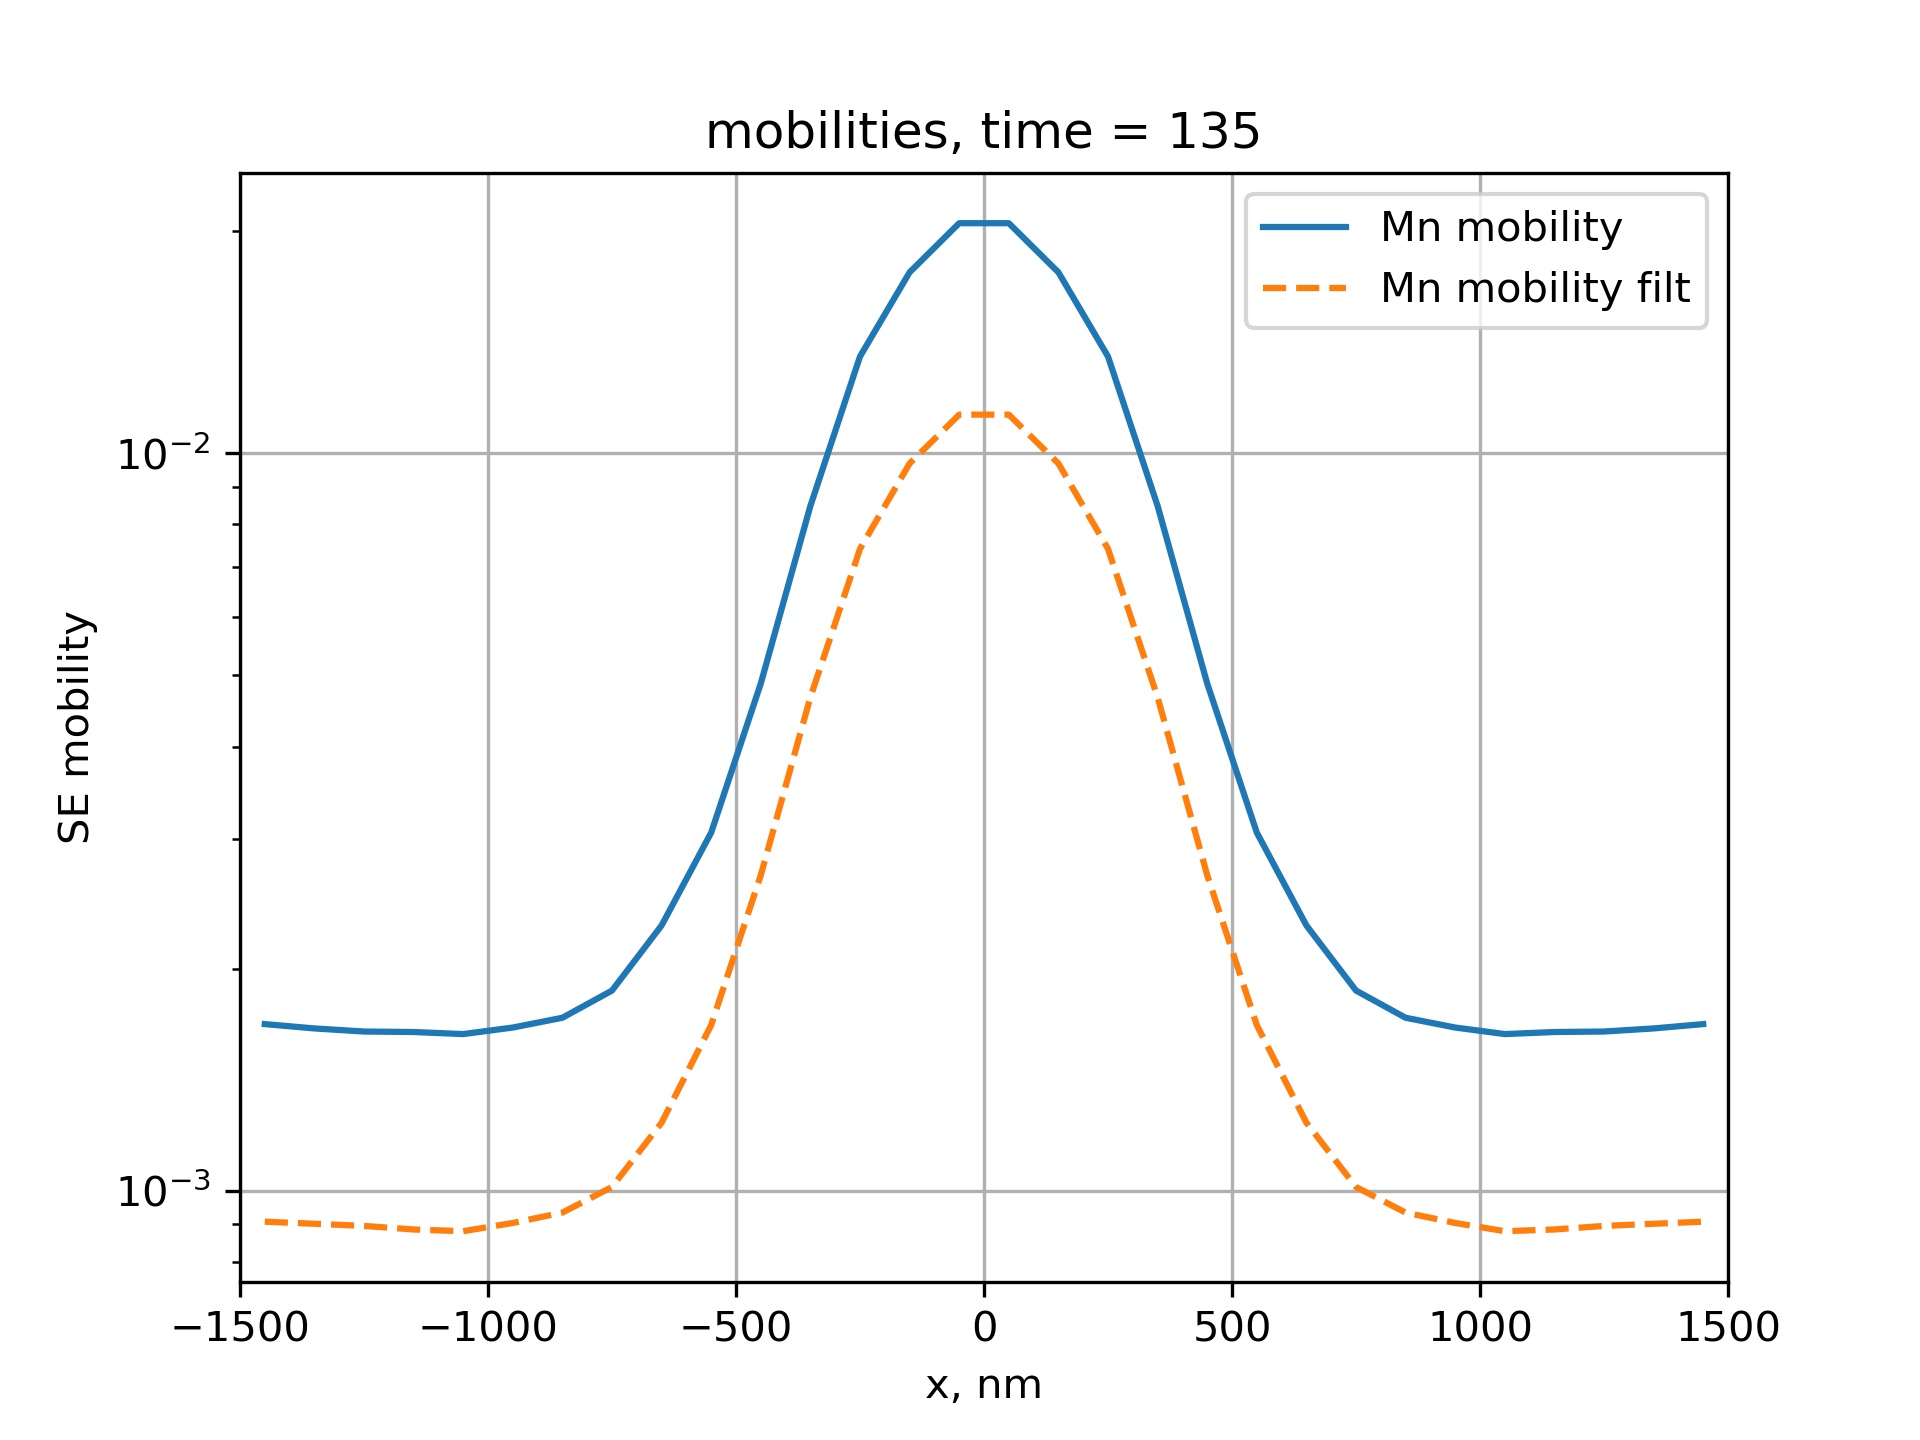 mobilities, time = 135
Mn mobility
Mn mobility filt
SE mobility
10⁻²
10⁻³
−1500 −1000 −500 0 500 1000 1500
x, nm